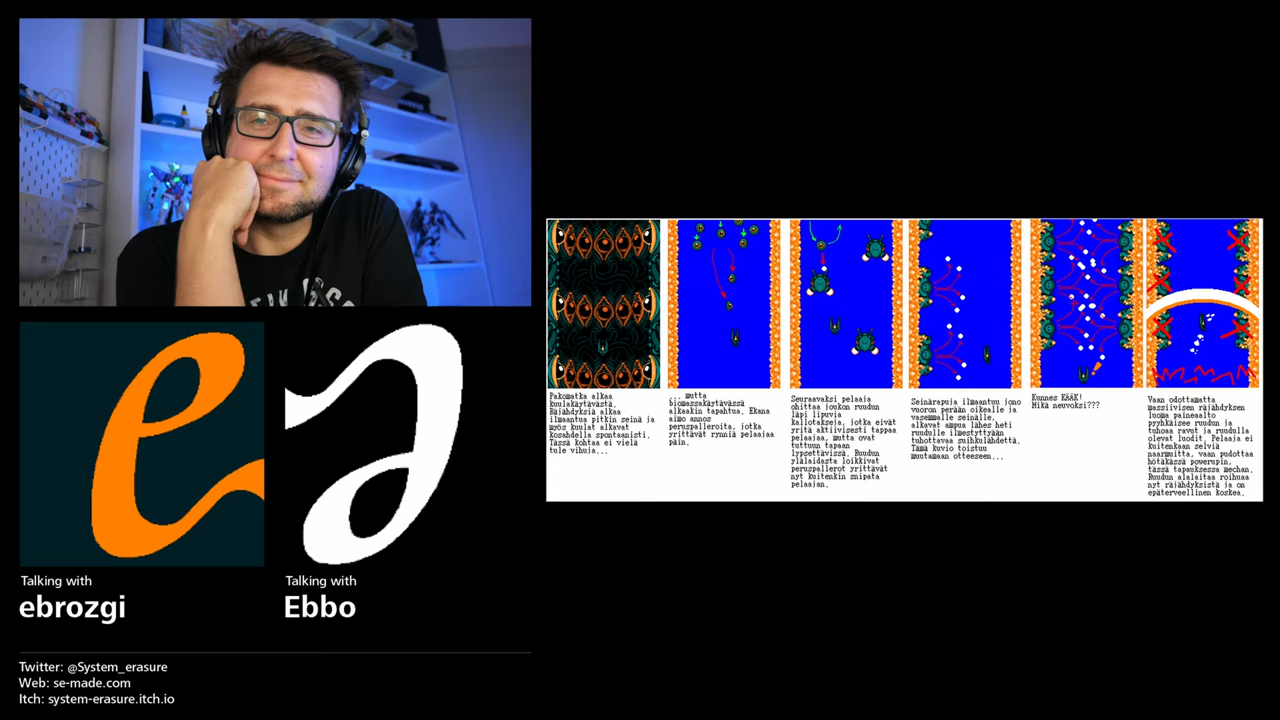 Talking with
ebrozgi
Talking with
Ebbo
Twitter: @System_erasure
Web: se-made.com
Itch: system-erasure.itch.io
Pakomatka alkaa
kuulakäytävästä.
Räjähdyksiä alkaa
ilmaantua pitkin seinä ja
myös kuulat alkavat
kosahdella spontaanisti.
Tässä kohtaa ei vielä
tule vihuja...
... mutta
biomassakäytävässä
alkaakin tapahtua. Ekana
aimo annos
peruspalleroita, jotka
yrittävät rynniä pelaajaa
päin.
Seuraavaksi pelaaja
ohittaa joukon ruudun
läpi lipuvia
kallotakseja, jotka eivät
yritä aktiivisesti tappaa
pelaajaa, mutta ovat
tuttuun tapaan
lypsettävissä. Ruudun
ylälaidasta loikkivat
peruspallerot yrittävät
nyt kuitenkin snipata
pelaajan.
Seinärapuja ilmaantuu jono
vuoron perään oikealle ja
vasemmalle seinälle,
alkavat ampua lähes heti
ruudulle ilmestyttyään
tuhottavaa suihkulähdettä.
Tämä kuvio toistuu
muutamaan otteeseen...
Kunnes KÄÄK!
Mikä neuvoksi???
Vaan odottamatta
massiivisen räjähdyksen
luoma paineaalto
pyyhkäisee ruudun ja
tuhoaa ravut ja ruudulla
olevat luodit. Pelaaja ei
kuitenkaan selviä
naarmuitta, vaan pudottaa
hötäkässä powerupin,
tässä tapauksessa mechan.
Ruudun alalaitaa roihuaa
nyt räjähdyksistä ja on
epäterveellinen koskea.